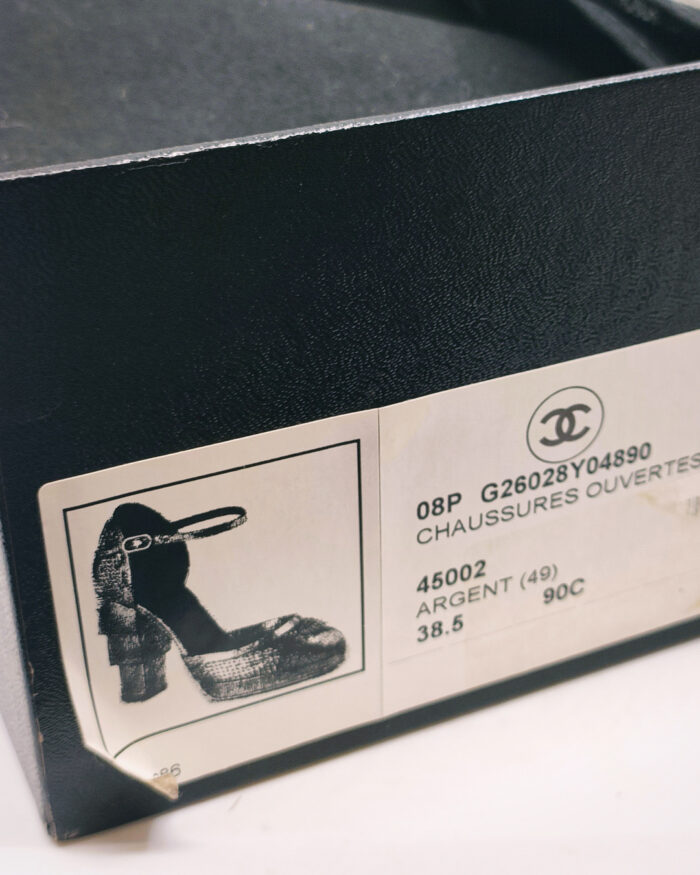 08P G26028Y04890
CHAUSSURES OUVERTES
45002
ARGENT (49)
38.5 90C